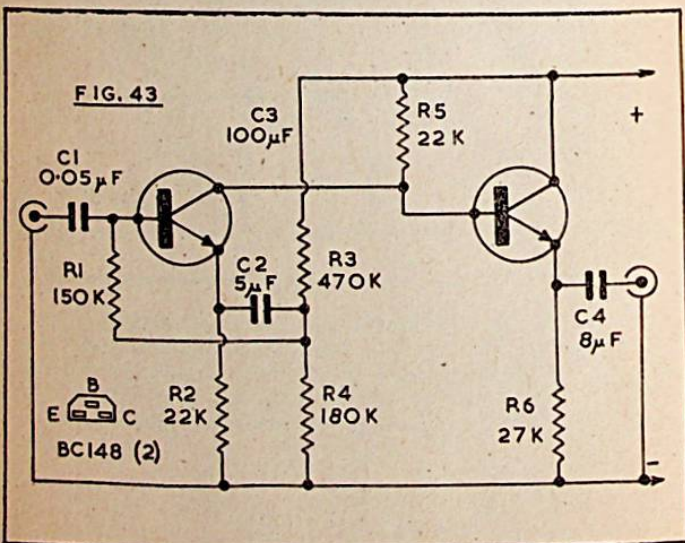 FIG. 43
C1
0·05µF
C3
100µF
R5
22K
+
R1
150K
C2
5µF
R3
470K
C4
8µF
B
E C
BC148 (2)
R2
22K
R4
180K
R6
27K
-